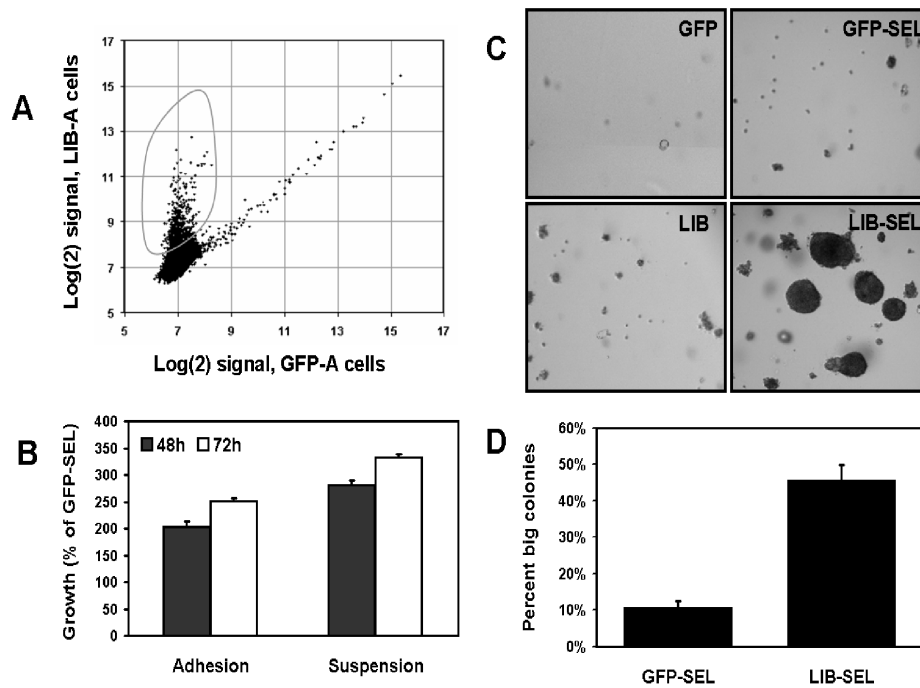 A
Log(2) signal, LIB-A cells
17
15
13
11
9
7
5
5 7 9 11 13 15 17
Log(2) signal, GFP-A cells
B
Growth (% of GFP-SEL)
400
350
300
250
200
150
100
50
0
48h 72h
Adhesion Suspension
C
GFP
GFP-SEL
LIB
LIB-SEL
D
Percent big colonies
60%
50%
40%
30%
20%
10%
0%
GFP-SEL LIB-SEL